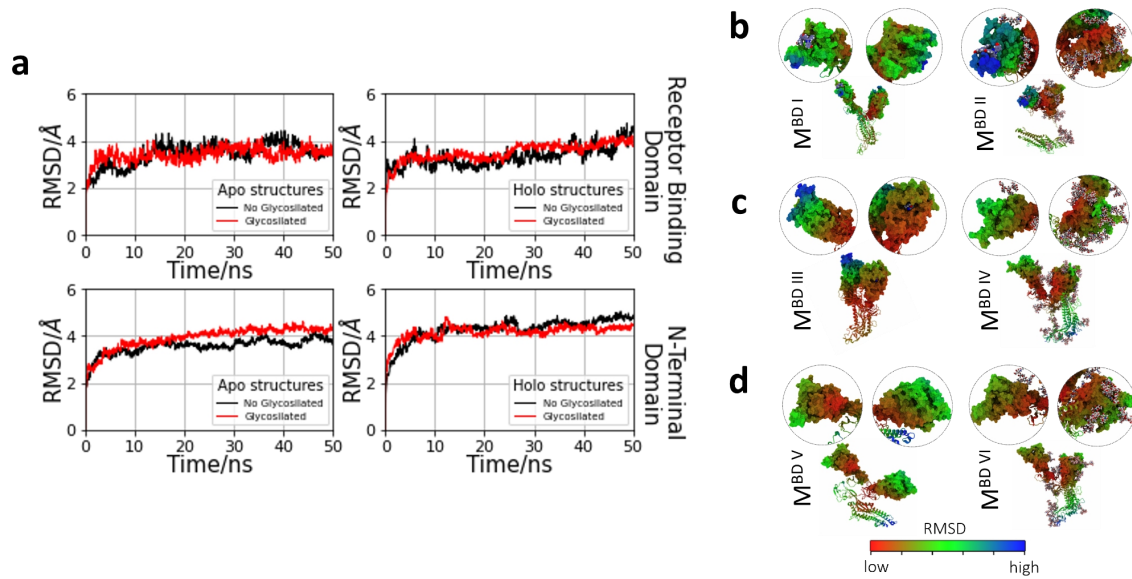 a
6
4
2
0
RMSD/Å
Apo structures
No Glycosilated
Glycosilated
0 10 20 30 40 50
Time/ns
6
4
2
0
RMSD/Å
Holo structures
No Glycosilated
Glycosilated
0 10 20 30 40 50
Time/ns
Receptor Binding
Domain
6
4
2
0
RMSD/Å
Apo structures
No Glycosilated
Glycosilated
0 10 20 30 40 50
Time/ns
6
4
2
0
RMSD/Å
Holo structures
No Glycosilated
Glycosilated
0 10 20 30 40 50
Time/ns
N-Terminal
Domain
b
M^BD I
M^BD II
c
M^BD III
M^BD IV
d
M^BD V
M^BD VI
RMSD
low high